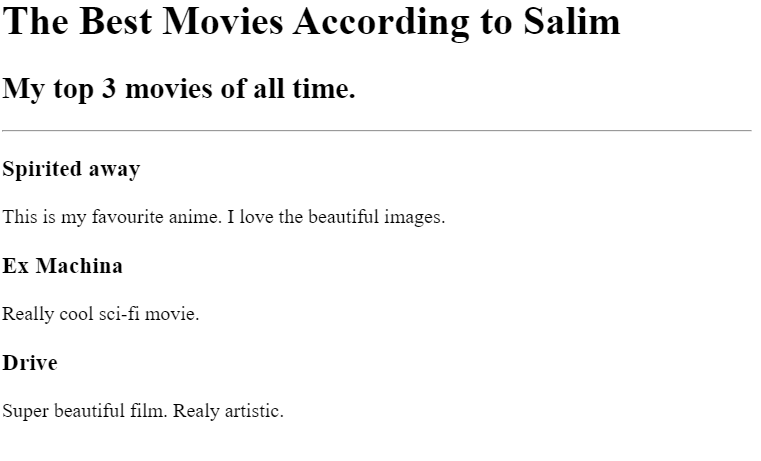 The Best Movies According to Salim
My top 3 movies of all time.
Spirited away
This is my favourite anime. I love the beautiful images.
Ex Machina
Really cool sci-fi movie.
Drive
Super beautiful film. Realy artistic.